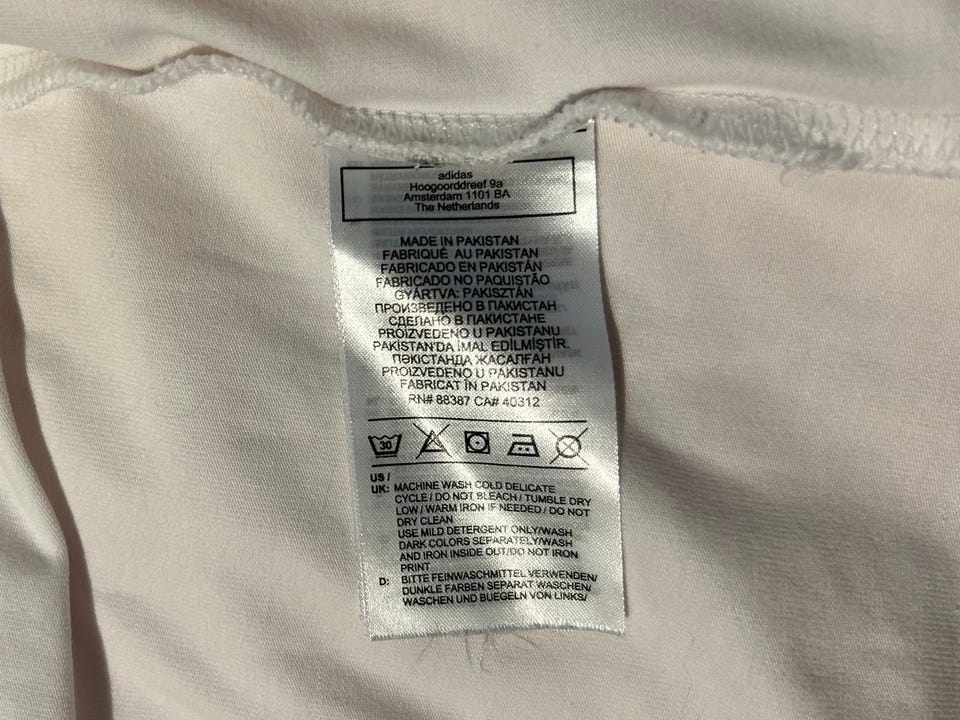 adidas
Hoogoorddreef 9a
Amsterdam 1101 BA
The Netherlands
MADE IN PAKISTAN
FABRIQUÉ AU PAKISTAN
FABRICADO EN PAKISTÁN
FABRICADO NO PAQUISTÃO
GYÁRTVA: PAKISZTÁN
ПРОИЗВЕДЕНО В ПАКИСТАН
СДЕЛАНО В ПАКИСТАНЕ
PROIZVEDENO U PAKISTANU
PAKİSTAN'DA İMAL EDİLMİŞTİR.
ПӘКІСТАНДА ЖАСАЛҒАН
PROIZVEDENO U PAKISTANU
FABRICAT ÎN PAKISTAN
RN# 88387 CA# 40312
30
US /
UK: MACHINE WASH COLD DELICATE
CYCLE / DO NOT BLEACH / TUMBLE DRY
LOW / WARM IRON IF NEEDED / DO NOT
DRY CLEAN
USE MILD DETERGENT ONLY/WASH
DARK COLORS SEPARATELY/WASH
AND IRON INSIDE OUT/DO NOT IRON
PRINT
D: BITTE FEINWASCHMITTEL VERWENDEN/
DUNKLE FARBEN SEPARAT WASCHEN/
WASCHEN UND BUEGELN VON LINKS/